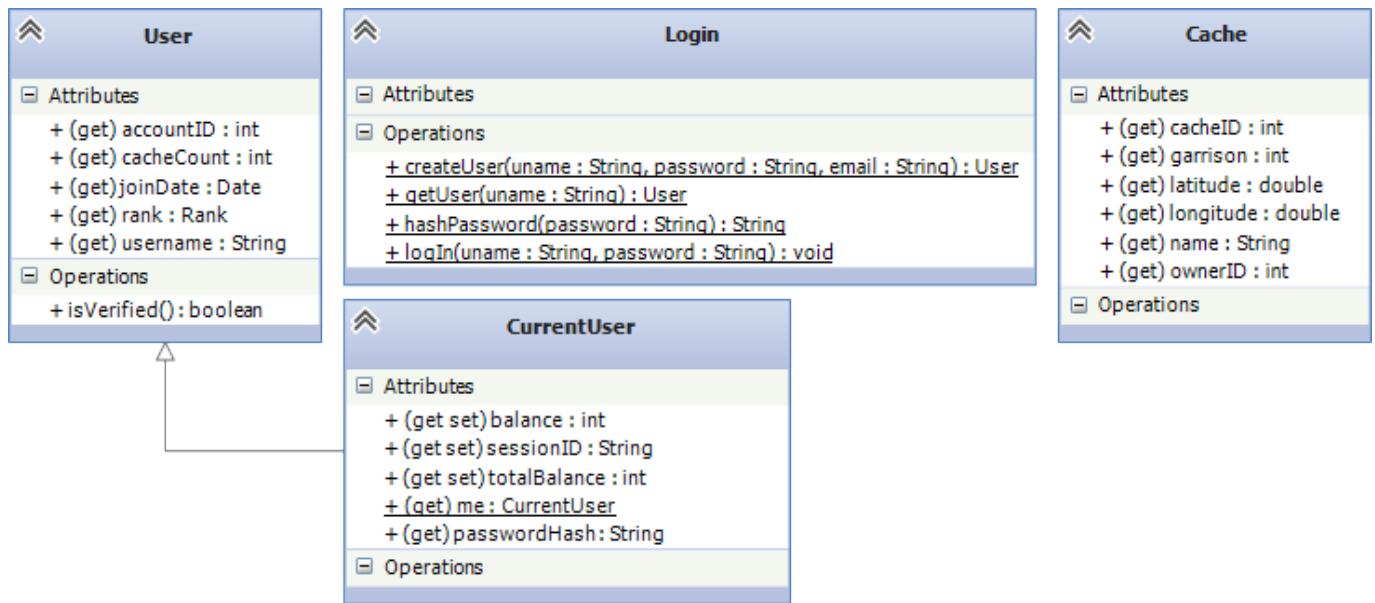 User
Attributes
+ (get) accountID : int
+ (get) cacheCount : int
+ (get)joinDate : Date
+ (get) rank : Rank
+ (get) username : String
Operations
+ isVerified() : boolean
Login
Attributes
Operations
+ createUser(uname : String, password : String, email : String) : User
+ getUser(uname : String) : User
+ hashPassword(password : String) : String
+ logIn(uname : String, password : String) : void
CurrentUser
Attributes
+ (get set) balance : int
+ (get set) sessionID : String
+ (get set) totalBalance : int
+ (get) me : CurrentUser
+ (get) passwordHash: String
Operations
Cache
Attributes
+ (get) cacheID : int
+ (get) garrison : int
+ (get) latitude : double
+ (get) longitude : double
+ (get) name : String
+ (get) ownerID : int
Operations